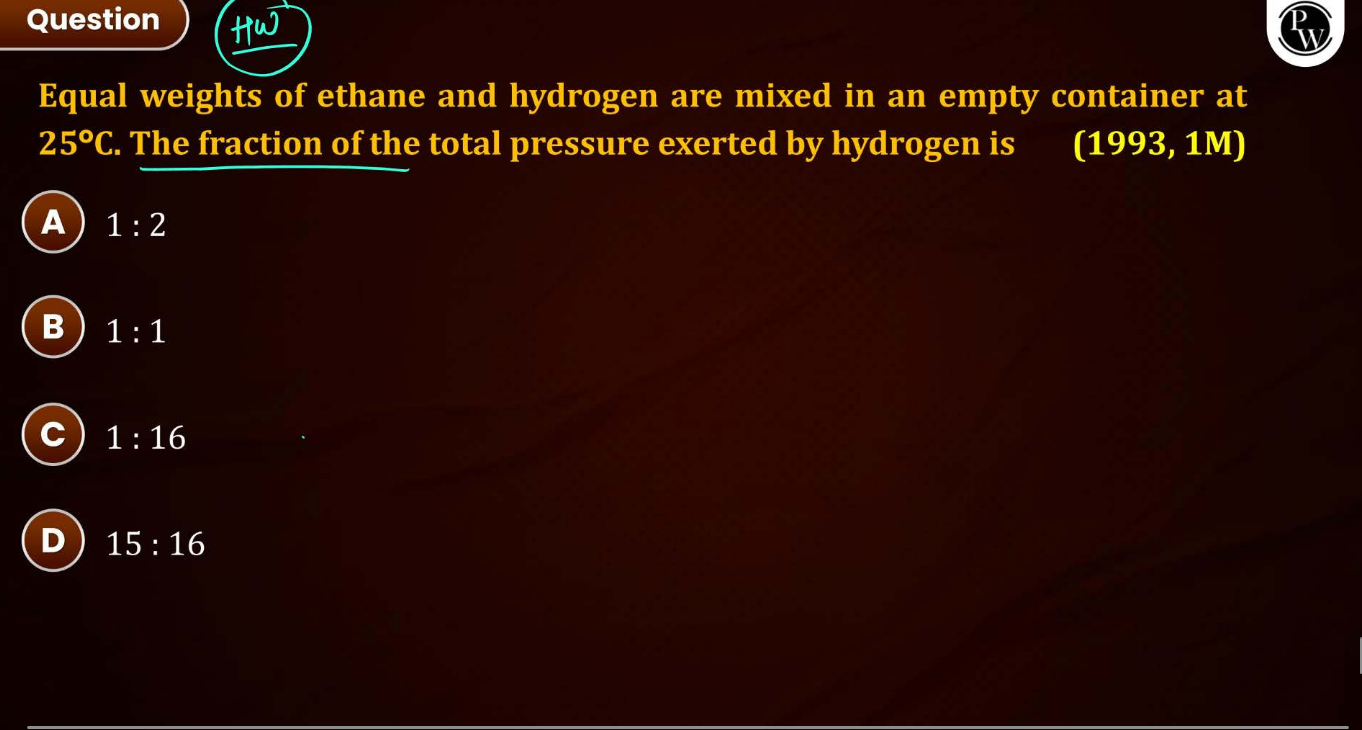 Question
HW
PW
Equal weights of ethane and hydrogen are mixed in an empty container at
25°C. The fraction of the total pressure exerted by hydrogen is (1993, 1M)
A 1 : 2
B 1 : 1
C 1 : 16
D 15 : 16